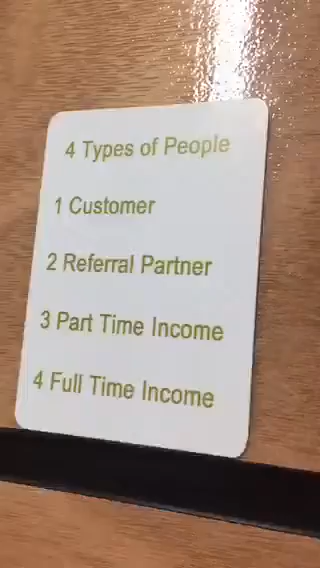 4 Types of People
1 Customer
2 Referral Partner
3 Part Time Income
4 Full Time Income